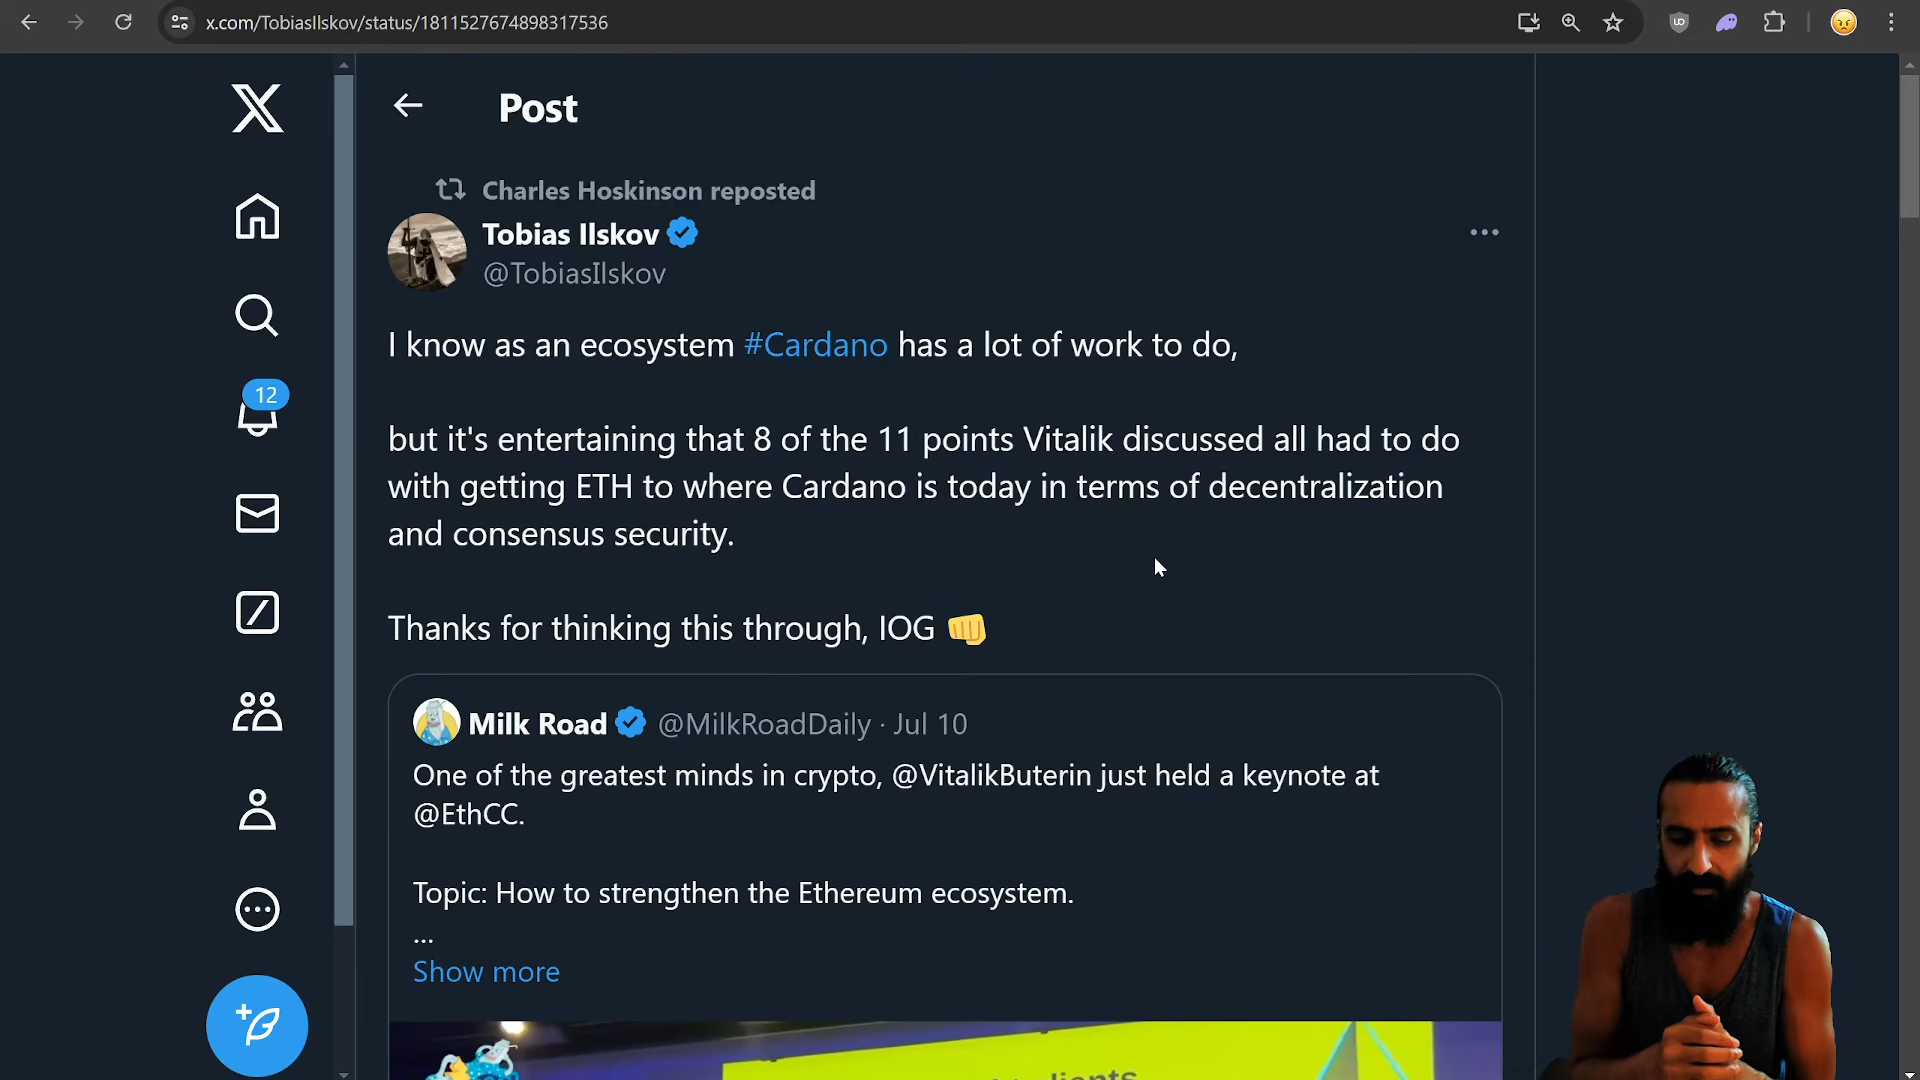 x.com/TobiasIlskov/status/1811527674898317536
Post
Charles Hoskinson reposted
Tobias Ilskov
@TobiasIlskov
I know as an ecosystem #Cardano has a lot of work to do,
but it's entertaining that 8 of the 11 points Vitalik discussed all had to do
with getting ETH to where Cardano is today in terms of decentralization
and consensus security.
Thanks for thinking this through, IOG 👊
12
Milk Road @MilkRoadDaily · Jul 10
One of the greatest minds in crypto, @VitalikButerin just held a keynote at
@EthCC.
Topic: How to strengthen the Ethereum ecosystem.
...
Show more